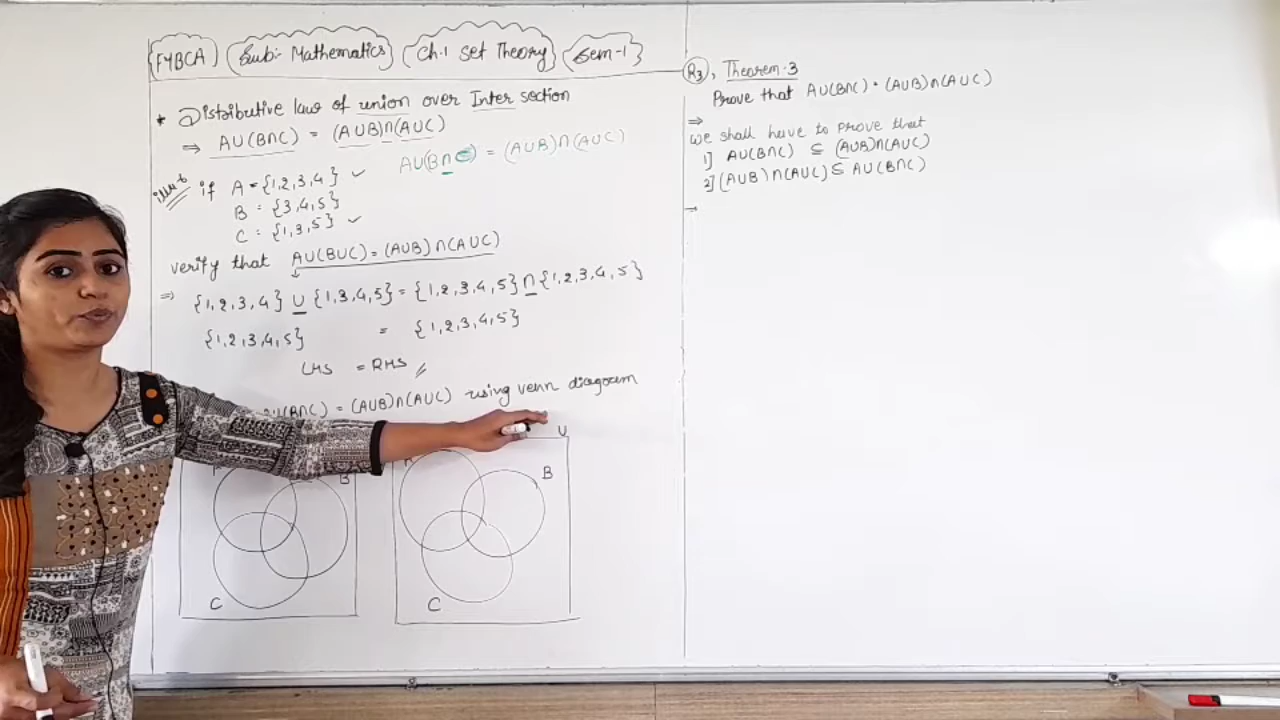 FYBCA Sub:- Mathematics Ch.1 Set Theory Sem-1
* Distributive law of union over Inter section
⇒ AU(B∩C) = (AUB)∩(AUC)
AU(B∩C) = (AUB)∩(AUC)
if A = {1,2,3,4} ✓
B = {3,4,5}
C = {1,3,5} ✓
verify that AU(BUC) = (AUB)∩(AUC)
⇒ {1,2,3,4} U {1,3,4,5} = {1,2,3,4,5} ∩ {1,2,3,4,5}
{1,2,3,4,5} = {1,2,3,4,5}
LHS = RHS //
AU(B∩C) = (AUB)∩(AUC) using venn diagram
U
A B
C
A B
C
R3, Theorem-3
Prove that AU(B∩C) = (AUB)∩(AUC)
⇒
we shall have to prove that
1] AU(B∩C) ⊆ (AUB)∩(AUC)
2] (AUB)∩(AUC) ⊆ AU(B∩C)
→